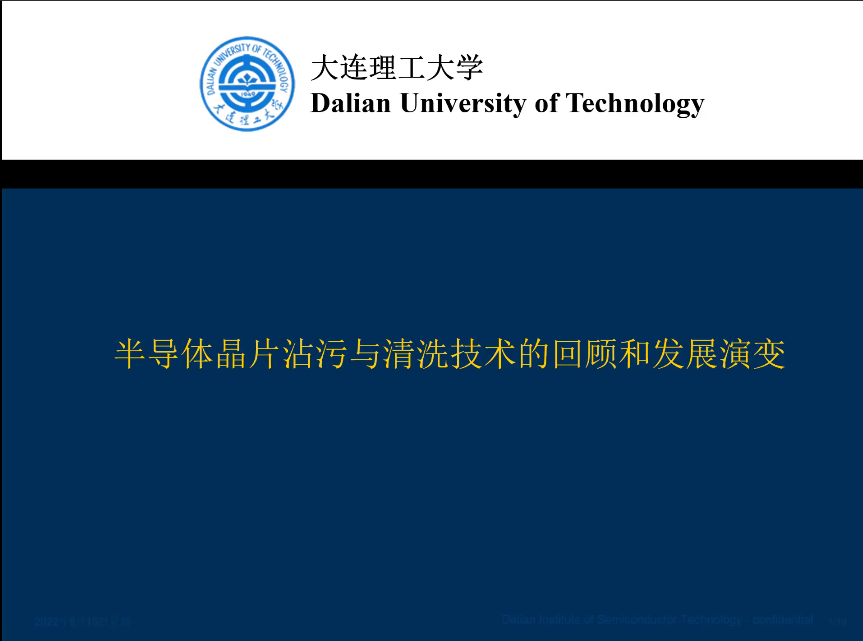 DALIAN UNIVERSITY OF TECHNOLOGY
1949
大连理工大学
大连理工大学
Dalian University of Technology
半导体晶片沾污与清洗技术的回顾和发展演变
Dalian Institute of Semiconductor Technology - confidential